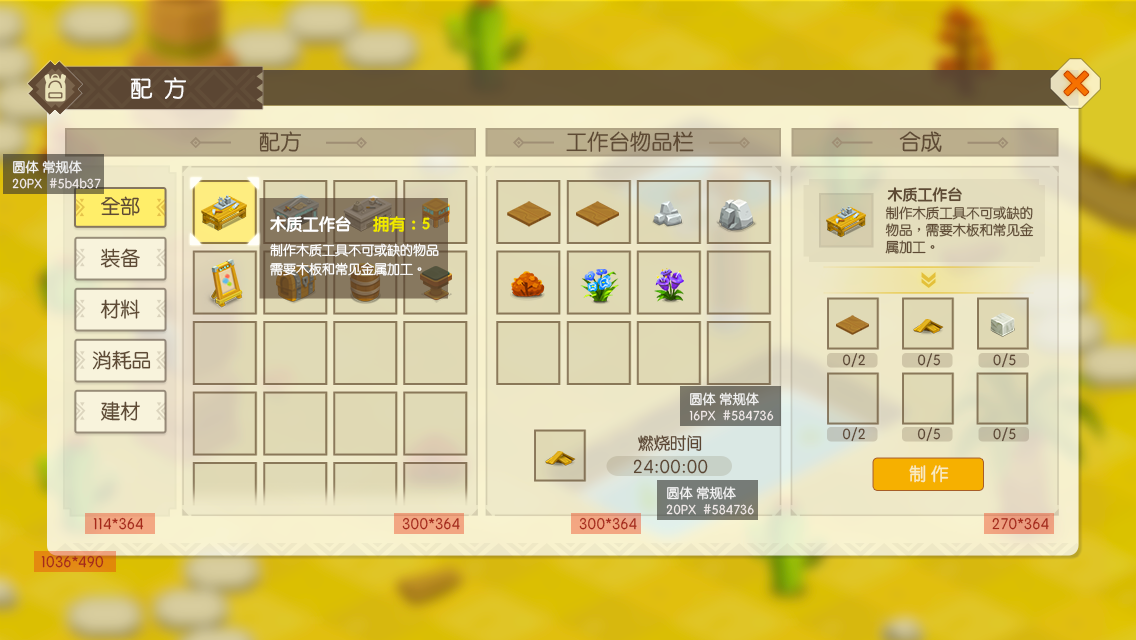 配方
配方
工作台物品栏
合成
圆体 常规体
20PX #5b4b37
全部
装备
材料
消耗品
建材
木质工作台 拥有：5
制作木质工具不可或缺的物品
需要木板和常见金属加工。
木质工作台
制作木质工具不可或缺的
物品，需要木板和常见金
属加工。
0/2
0/5
0/5
0/2
0/5
0/5
制作
圆体 常规体
16PX #584736
燃烧时间
24:00:00
圆体 常规体
20PX #584736
114*364
300*364
300*364
270*364
1036*490